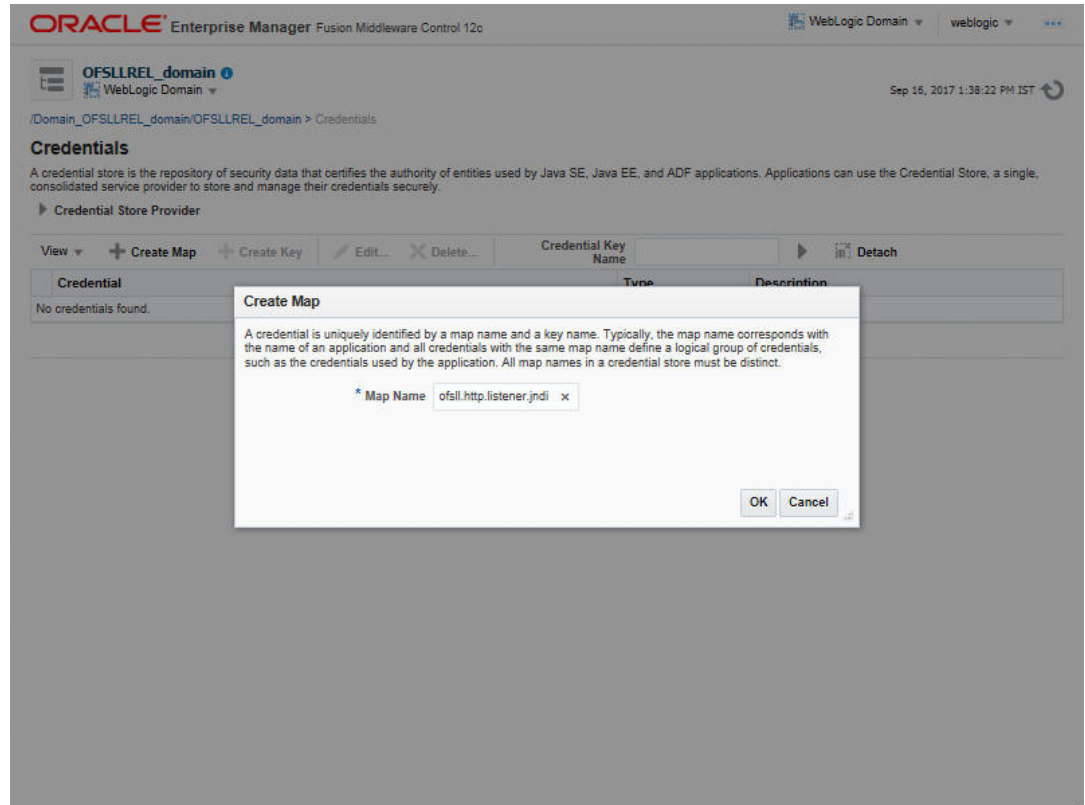 ORACLE Enterprise Manager Fusion Middleware Control 12c
WebLogic Domain weblogic
OFSLLREL_domain
WebLogic Domain
Sep 16, 2017 1:38:22 PM IST
/Domain_OFSLLREL_domain/OFSLLREL_domain > Credentials
Credentials
A credential store is the repository of security data that certifies the authority of entities used by Java SE, Java EE, and ADF applications. Applications can use the Credential Store, a single,
consolidated service provider to store and manage their credentials securely.
Credential Store Provider
View Create Map Create Key Edit... Delete... Credential Key Name Detach
Credential Type Description
No credentials found.
Create Map
A credential is uniquely identified by a map name and a key name. Typically, the map name corresponds with
the name of an application and all credentials with the same map name define a logical group of credentials,
such as the credentials used by the application. All map names in a credential store must be distinct.
* Map Name ofsll.http.listener.jndi x
OK Cancel